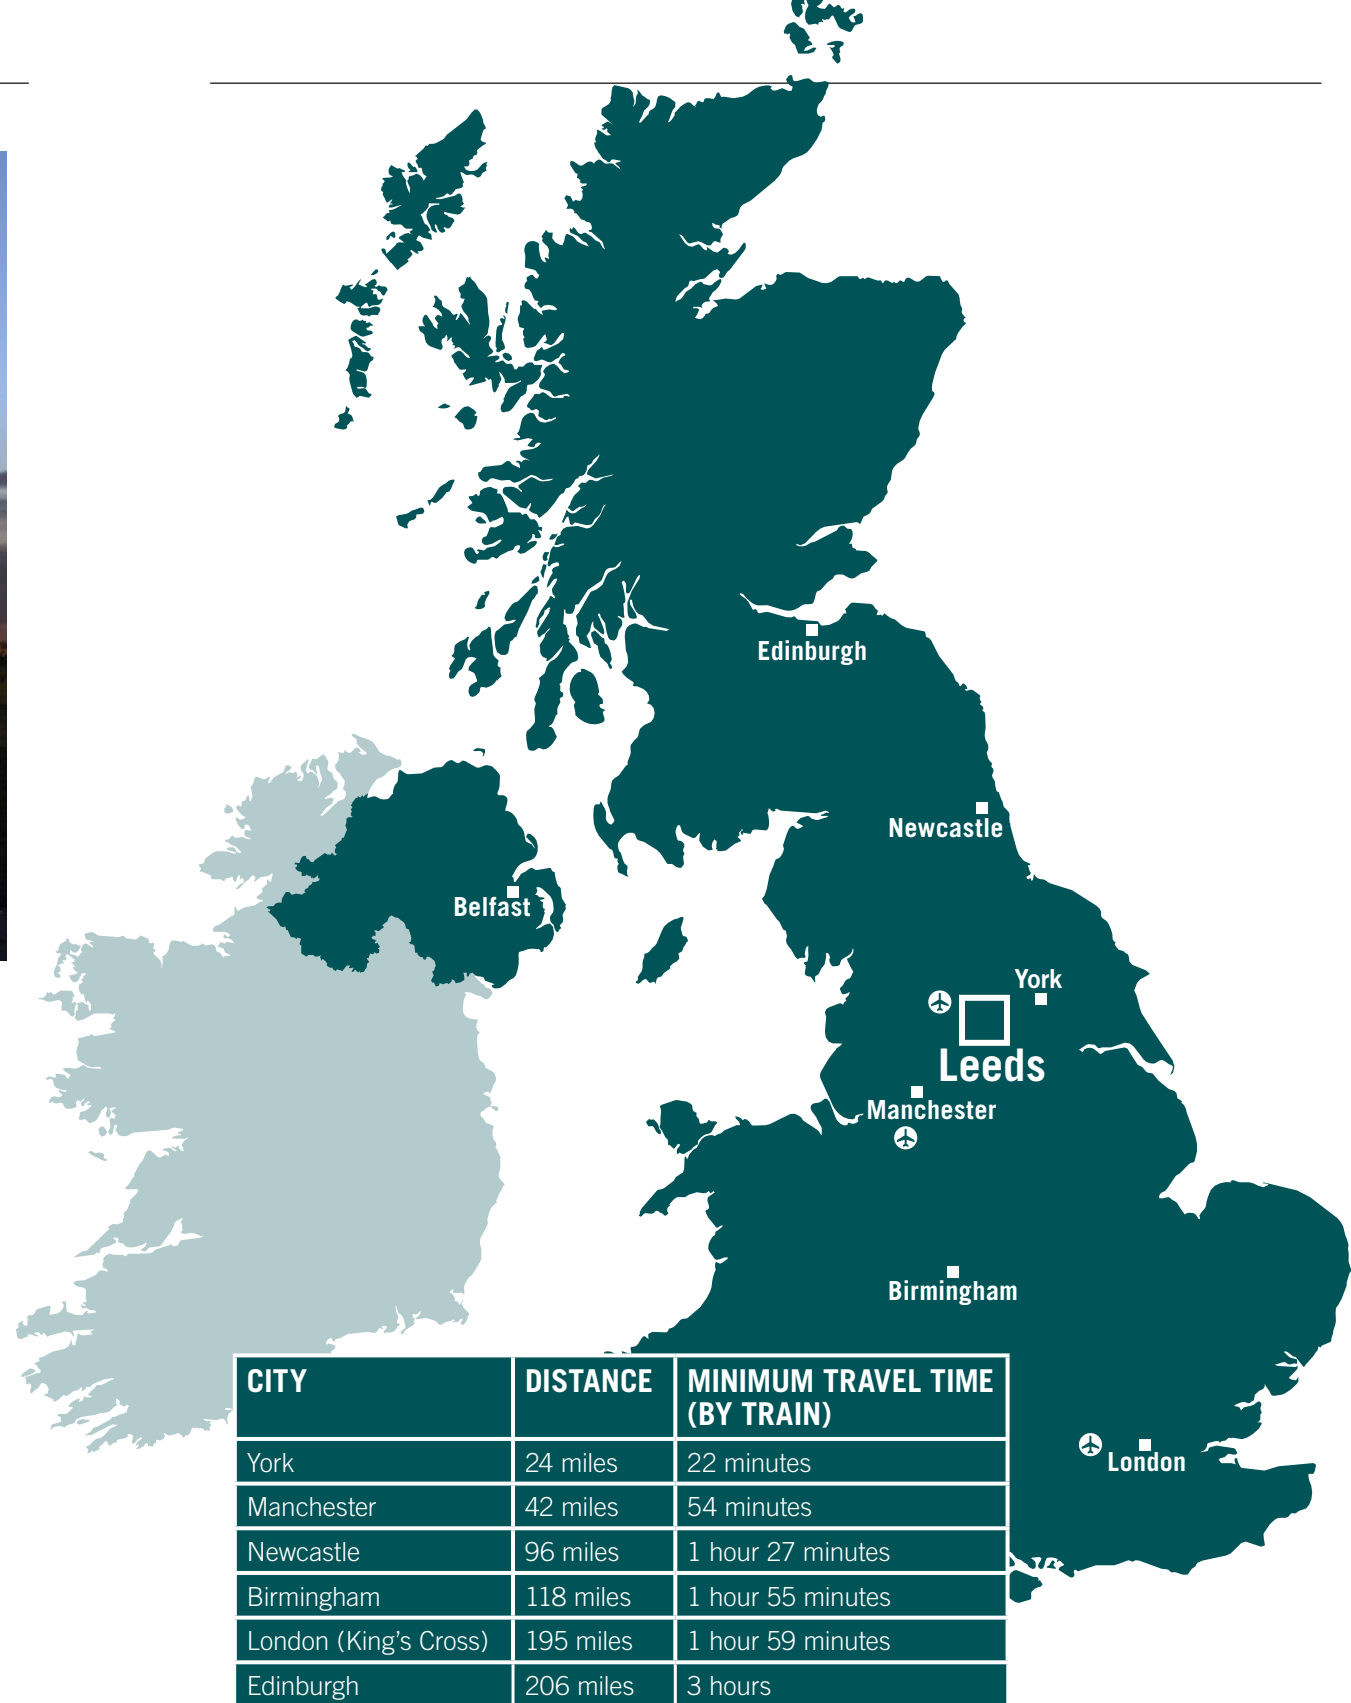 Edinburgh
Newcastle
Belfast
York
Leeds
Manchester
Birmingham
London
CITY DISTANCE MINIMUM TRAVEL TIME
(BY TRAIN)
York 24 miles 22 minutes
Manchester 42 miles 54 minutes
Newcastle 96 miles 1 hour 27 minutes
Birmingham 118 miles 1 hour 55 minutes
London (King's Cross) 195 miles 1 hour 59 minutes
Edinburgh 206 miles 3 hours